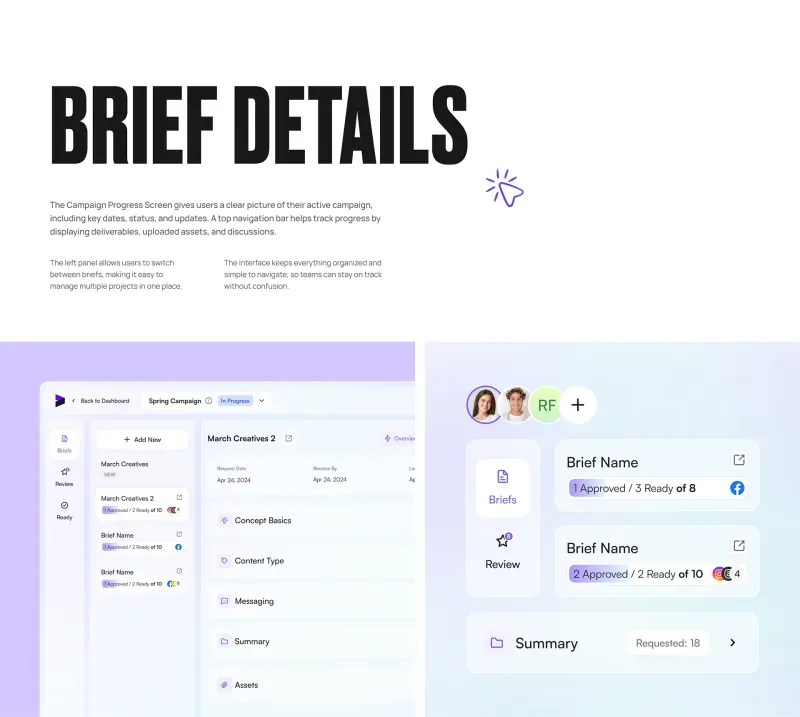 BRIEF DETAILS
The Campaign Progress Screen gives users a clear picture of their active campaign,
including key dates, status, and updates. A top navigation bar helps track progress by
displaying deliverables, uploaded assets, and discussions.
The left panel allows users to switch
between briefs, making it easy to
manage multiple projects in one place.
The interface keeps everything organized and
simple to navigate, so teams can stay on track
without confusion.
Back to Dashboard
Spring Campaign
In Progress
Briefs
Review
Ready
Add New
March Creatives
NEW
March Creatives 2
1 Approved / 2 Ready of 10
Brief Name
1 Approved / 2 Ready of 10
Brief Name
1 Approved / 2 Ready of 10
March Creatives 2
Request Date
Apr 24, 2024
Receive By
Apr 24, 2024
Concept Basics
Content Type
Messaging
Summary
Assets
RF
Briefs
Review
Brief Name
1 Approved / 3 Ready of 8
Brief Name
2 Approved / 2 Ready of 10
4
Summary
Requested: 18